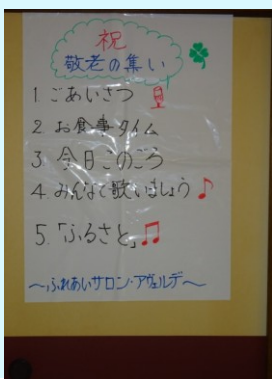 祝
敬老の集い
1. ごあいさつ
2. お食事タイム
3. 今日このごろ
4. みんなで歌いましょう♪
5.「ふるさと」♫
～ふれあいサロン・アヴェルデ～